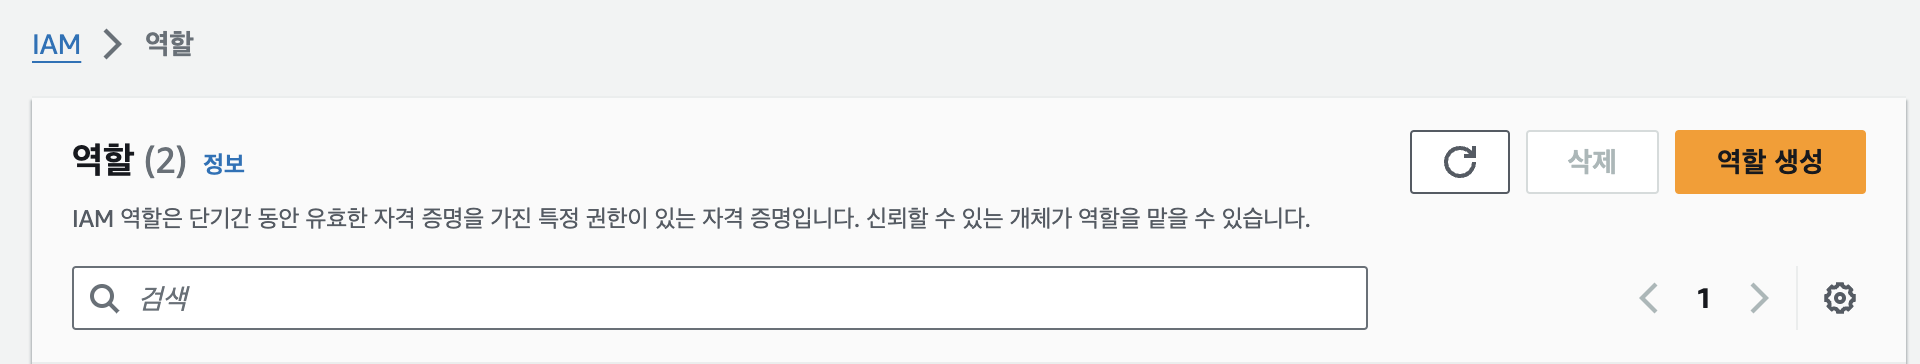 IAM > 역할
역할 (2) 정보
삭제
역할 생성
IAM 역할은 단기간 동안 유효한 자격 증명을 가진 특정 권한이 있는 자격 증명입니다. 신뢰할 수 있는 개체가 역할을 맡을 수 있습니다.
검색
1